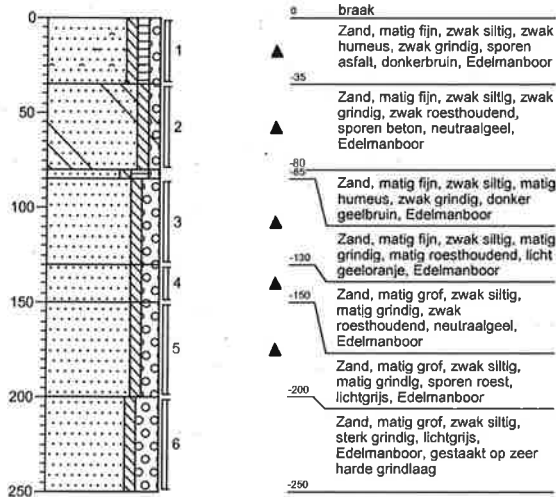 0
50
100
150
200
250
1
2
3
4
5
6
0
braak
Zand, matig fijn, zwak siltig, zwak
humeus, zwak grindig, sporen
asfalt, donkerbruin, Edelmanboor
-35
Zand, matig fijn, zwak siltig, zwak
grindig, zwak roesthoudend,
sporen beton, neutraalgeel,
Edelmanboor
-80
-85
Zand, matig fijn, zwak siltig, matig
humeus, zwak grindig, donker
geelbruin, Edelmanboor
Zand, matig fijn, zwak siltig, matig
grindig, matig roesthoudend, licht
geeloranje, Edelmanboor
-130
-150
Zand, matig grof, zwak siltig,
matig grindig, zwak
roesthoudend, neutraalgeel,
Edelmanboor
Zand, matig grof, zwak siltig,
matig grindig, sporen roest,
lichtgrijs, Edelmanboor
-200
Zand, matig grof, zwak siltig,
sterk grindig, lichtgrijs,
Edelmanboor, gestaakt op zeer
harde grindlaag
-250